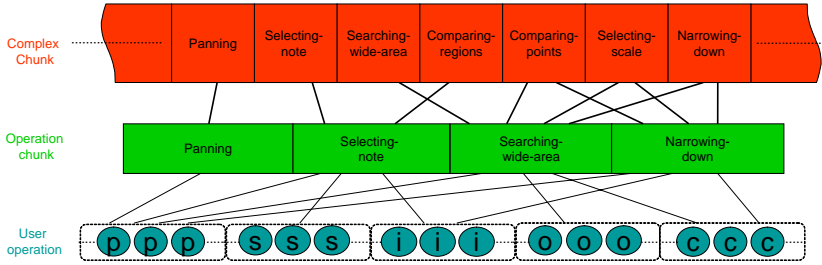 Complex
Chunk
Panning
Selecting-
note
Searching-
wide-area
Comparing-
regions
Comparing-
points
Selecting-
scale
Narrowing-
down
Operation
chunk
Panning
Selecting-
note
Searching-
wide-area
Narrowing-
down
User
operation
p p p s s s i i i o o o c c c